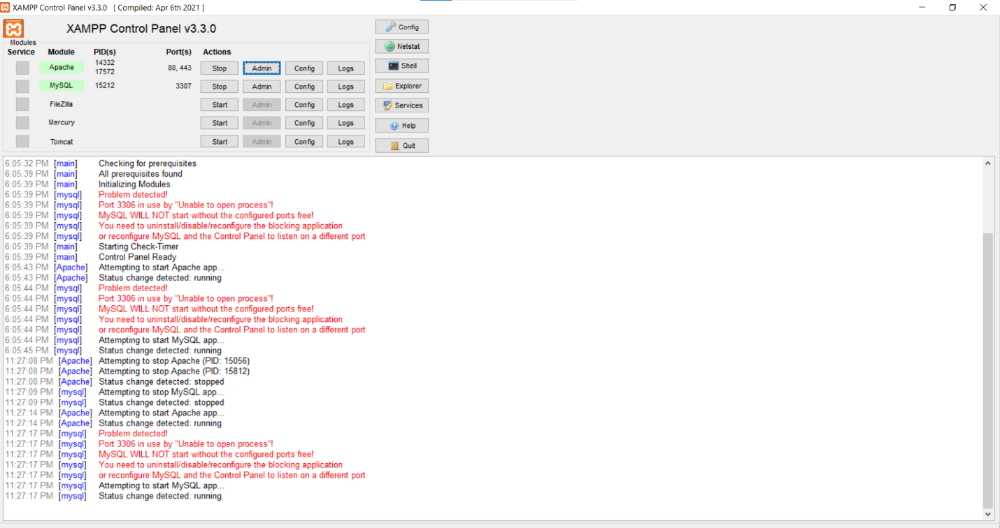 XAMPP Control Panel v3.3.0 [ Compiled: Apr 6th 2021 ]
XAMPP Control Panel v3.3.0
Config
Modules
Service Module PID(s) Port(s) Actions
Netstat
Apache 14332 17572 80, 443 Stop Admin Config Logs
Shell
MySQL 15212 3307 Stop Admin Config Logs
Explorer
FileZilla Start Admin Config Logs
Services
Mercury Start Admin Config Logs
Help
Tomcat Start Admin Config Logs
Quit
6:05:32 PM [main] Checking for prerequisites
6:05:39 PM [main] All prerequisites found
6:05:39 PM [main] Initializing Modules
6:05:39 PM [mysql] Problem detected!
6:05:39 PM [mysql] Port 3306 in use by "Unable to open process"!
6:05:39 PM [mysql] MySQL WILL NOT start without the configured ports free!
6:05:39 PM [mysql] You need to uninstall/disable/reconfigure the blocking application
6:05:39 PM [mysql] or reconfigure MySQL and the Control Panel to listen on a different port
6:05:39 PM [main] Starting Check-Timer
6:05:39 PM [main] Control Panel Ready
6:05:43 PM [Apache] Attempting to start Apache app...
6:05:43 PM [Apache] Status change detected: running
6:05:44 PM [mysql] Problem detected!
6:05:44 PM [mysql] Port 3306 in use by "Unable to open process"!
6:05:44 PM [mysql] MySQL WILL NOT start without the configured ports free!
6:05:44 PM [mysql] You need to uninstall/disable/reconfigure the blocking application
6:05:44 PM [mysql] or reconfigure MySQL and the Control Panel to listen on a different port
6:05:44 PM [mysql] Attempting to start MySQL app...
6:05:45 PM [mysql] Status change detected: running
11:27:08 PM [Apache] Attempting to stop Apache (PID: 15056)
11:27:08 PM [Apache] Attempting to stop Apache (PID: 15812)
11:27:08 PM [Apache] Status change detected: stopped
11:27:09 PM [mysql] Attempting to stop MySQL app...
11:27:09 PM [mysql] Status change detected: stopped
11:27:14 PM [Apache] Attempting to start Apache app...
11:27:14 PM [Apache] Status change detected: running
11:27:17 PM [mysql] Problem detected!
11:27:17 PM [mysql] Port 3306 in use by "Unable to open process"!
11:27:17 PM [mysql] MySQL WILL NOT start without the configured ports free!
11:27:17 PM [mysql] You need to uninstall/disable/reconfigure the blocking application
11:27:17 PM [mysql] or reconfigure MySQL and the Control Panel to listen on a different port
11:27:17 PM [mysql] Attempting to start MySQL app...
11:27:17 PM [mysql] Status change detected: running